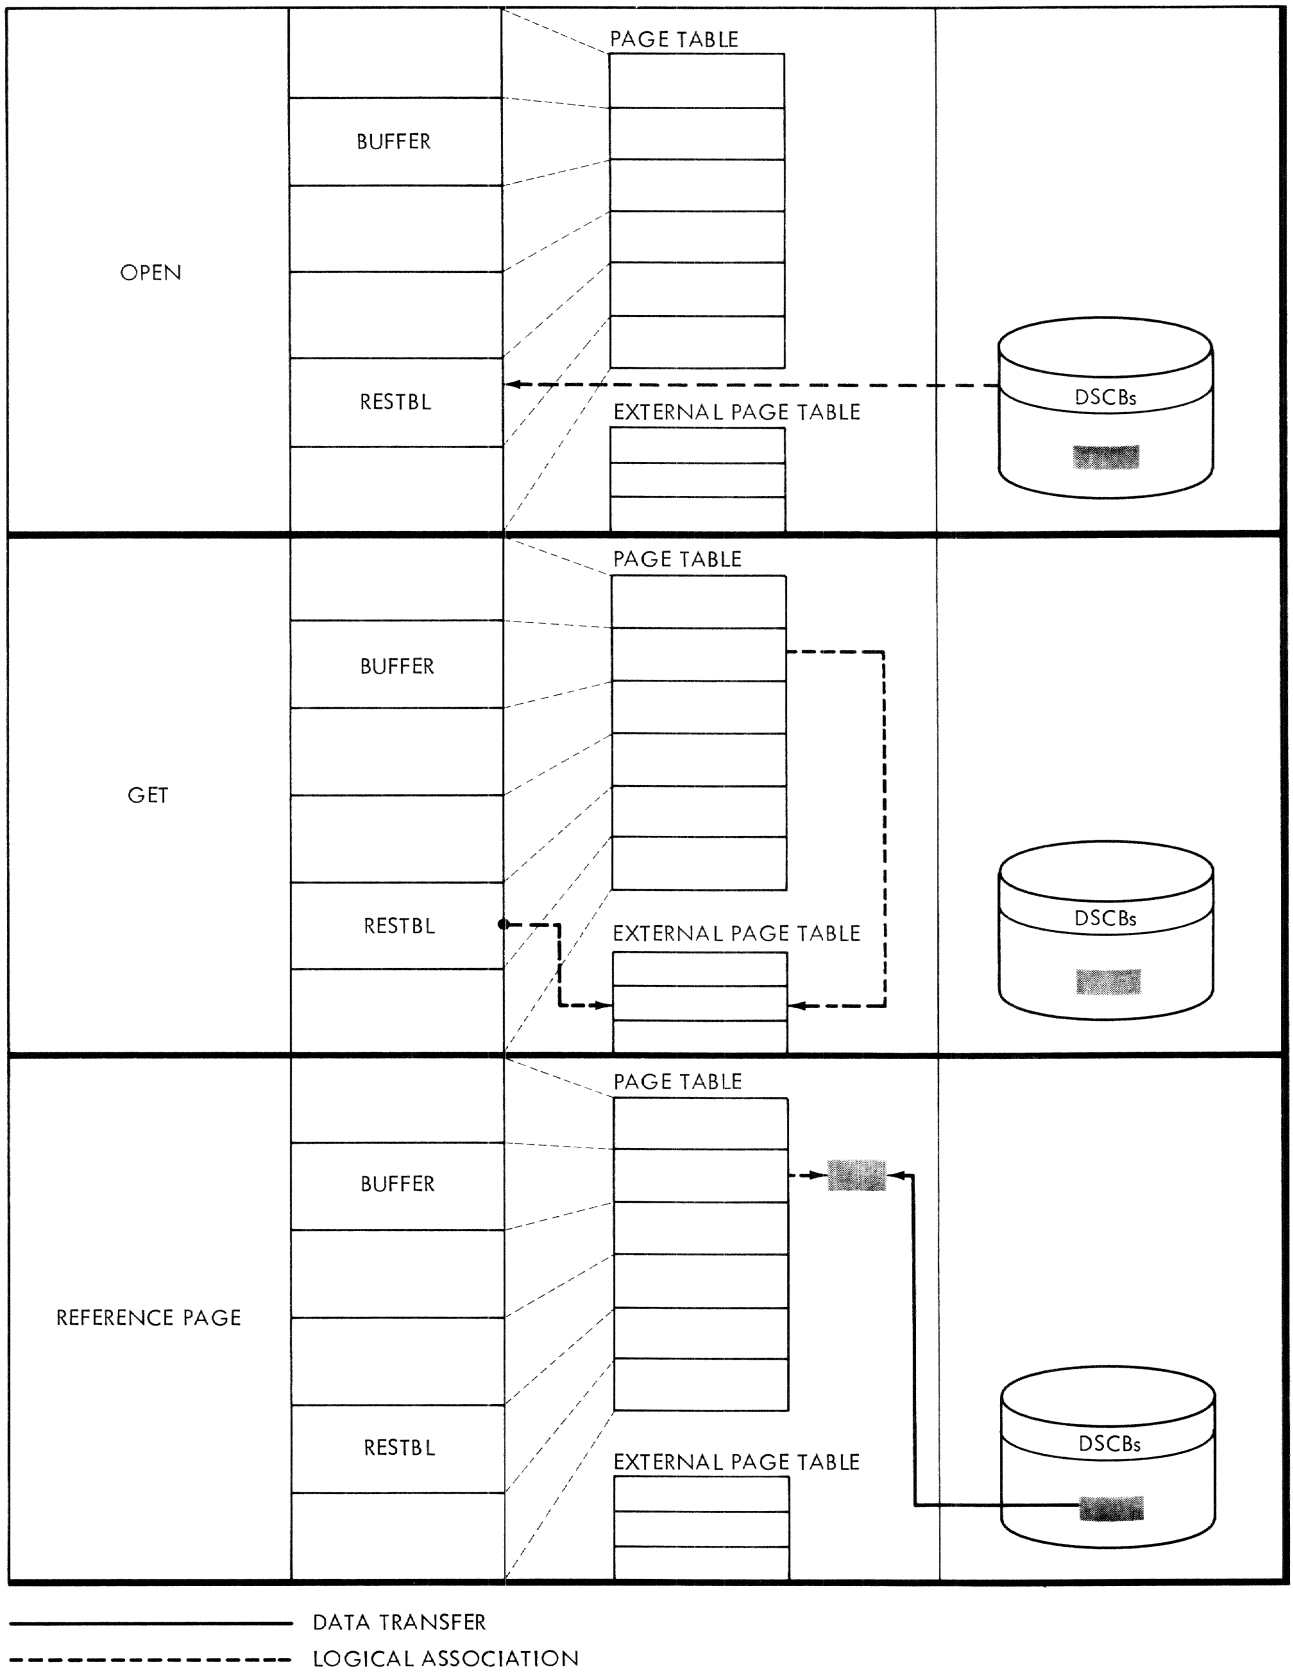 PAGE TABLE
BUFFER
OPEN
RESTBL
DSCBs
EXTERNAL PAGE TABLE
PAGE TABLE
BUFFER
GET
RESTBL
DSCBs
EXTERNAL PAGE TABLE
PAGE TABLE
BUFFER
REFERENCE PAGE
RESTBL
DSCBs
EXTERNAL PAGE TABLE
DATA TRANSFER
LOGICAL ASSOCIATION